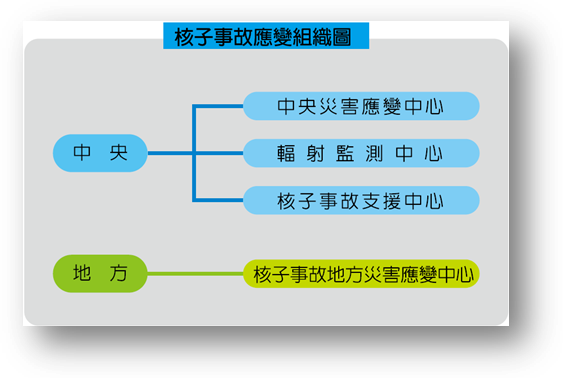 核子事故應變組織圖
中央災害應變中心
中央
輻射監測中心
核子事故支援中心
地方
核子事故地方災害應變中心